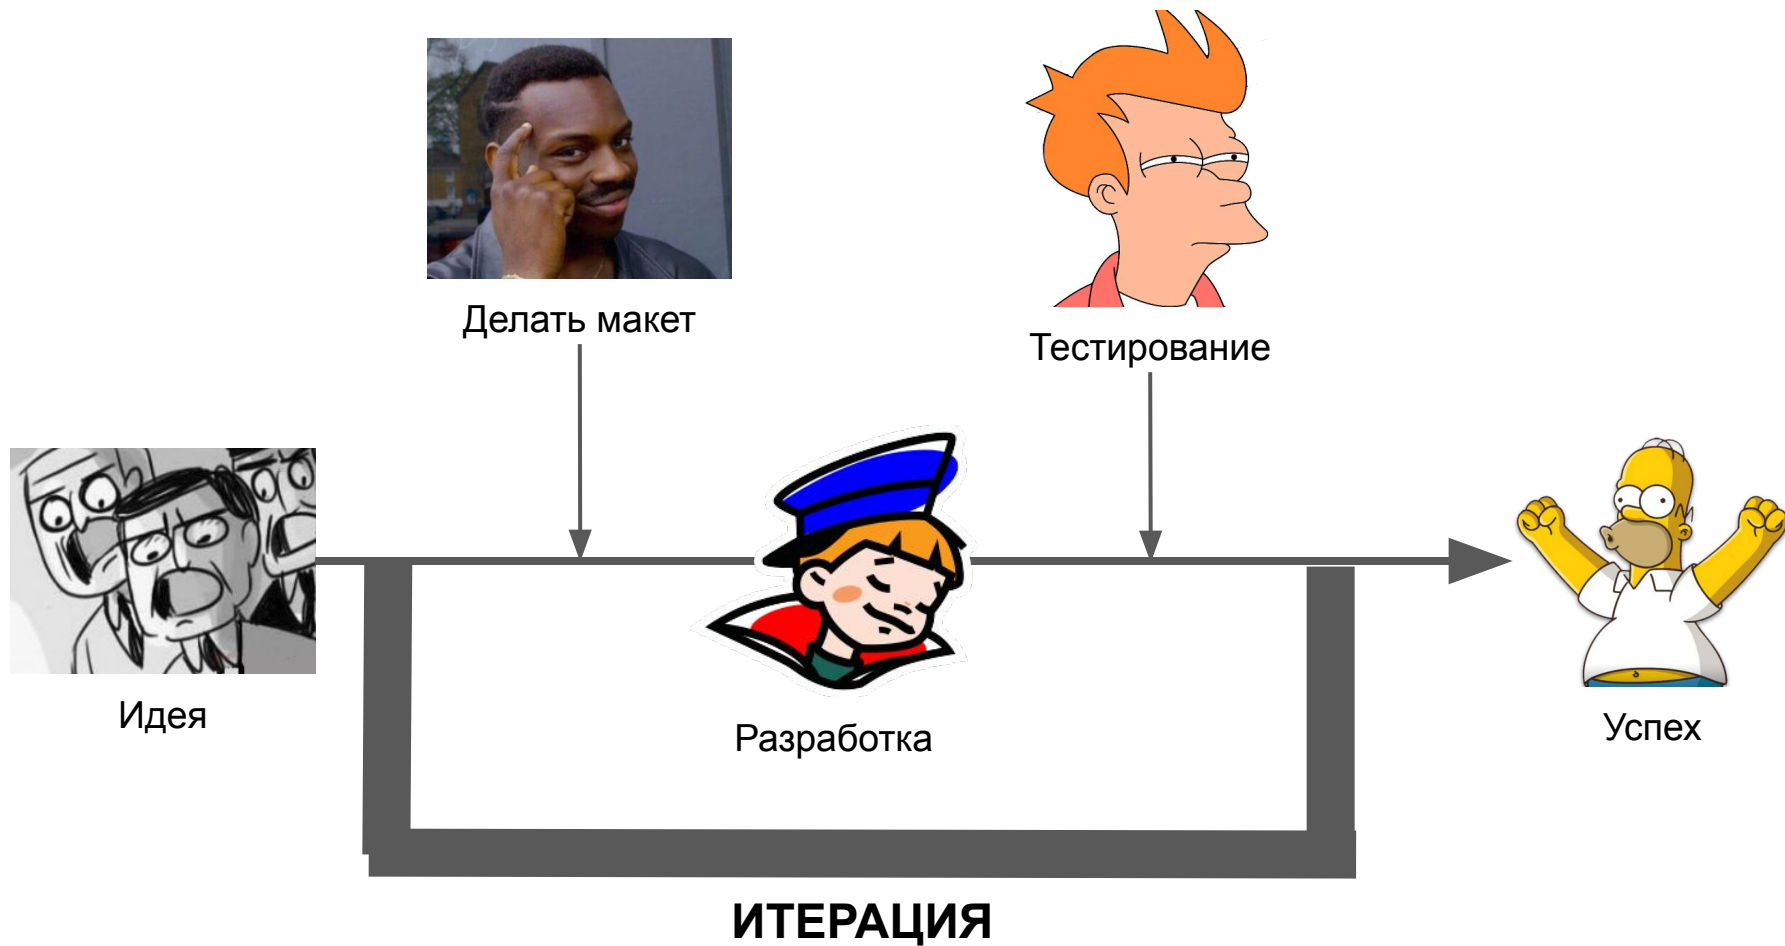 Делать макет
Тестирование
Идея
Разработка
Успех
ИТЕРАЦИЯ